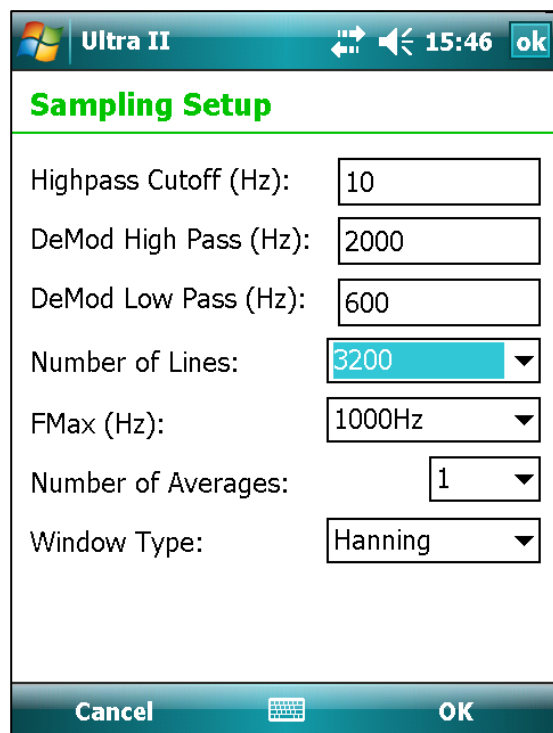 Ultra II 15:46 ok
Sampling Setup
Highpass Cutoff (Hz): 10
DeMod High Pass (Hz): 2000
DeMod Low Pass (Hz): 600
Number of Lines: 3200
FMax (Hz): 1000Hz
Number of Averages: 1
Window Type: Hanning
Cancel OK